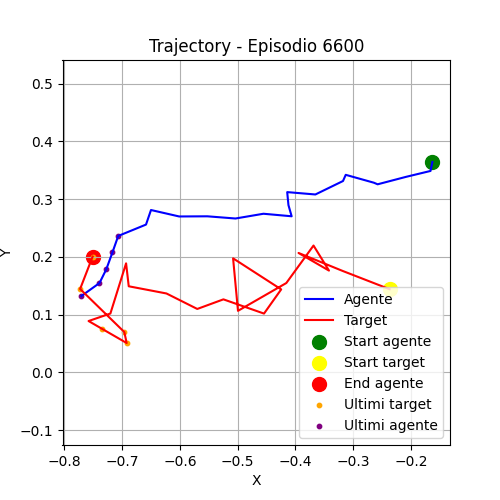 Trajectory - Episodio 6600
0.5
0.4
0.3
0.2
0.1
0.0
−0.1
Y
−0.8 −0.7 −0.6 −0.5 −0.4 −0.3 −0.2
X
Agente
Target
Start agente
Start target
End agente
Ultimi target
Ultimi agente